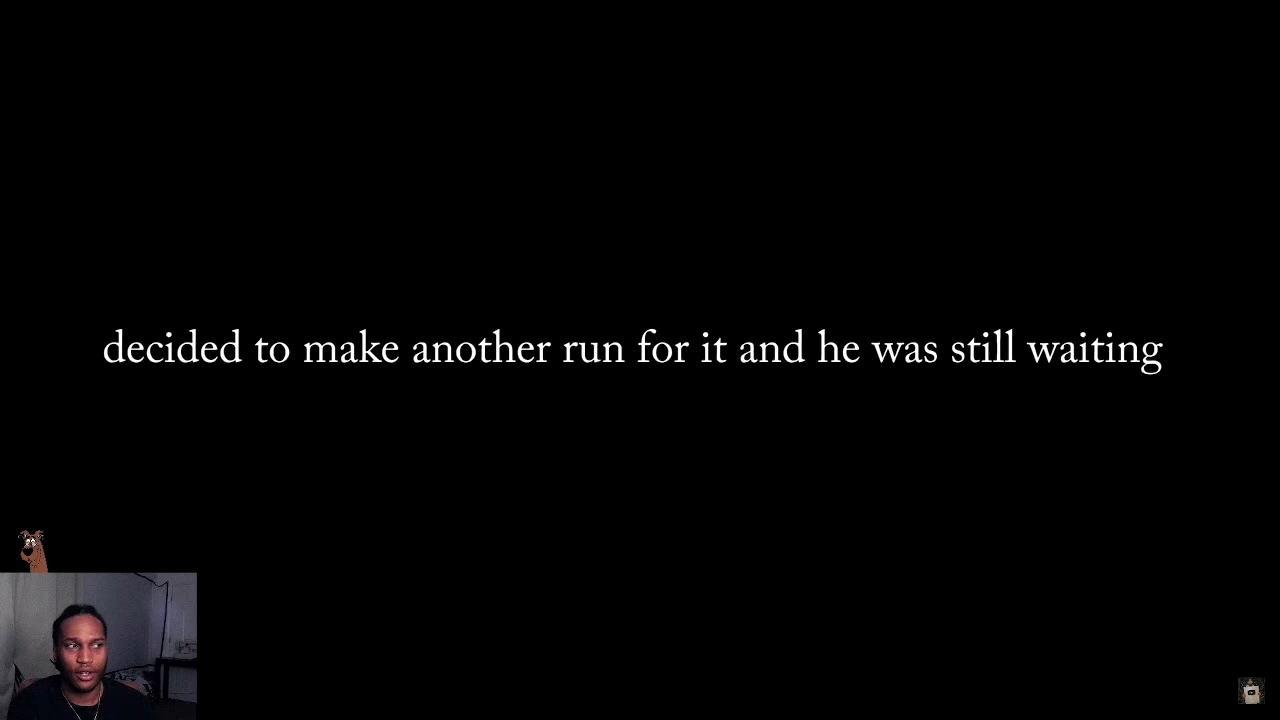 decided to make another run for it and he was still waiting